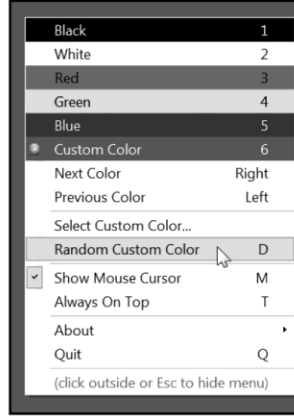 Black 1
White 2
Red 3
Green 4
Blue 5
Custom Color 6
Next Color Right
Previous Color Left
Select Custom Color...
Random Custom Color D
Show Mouse Cursor M
Always On Top T
About
Quit Q
(click outside or Esc to hide menu)